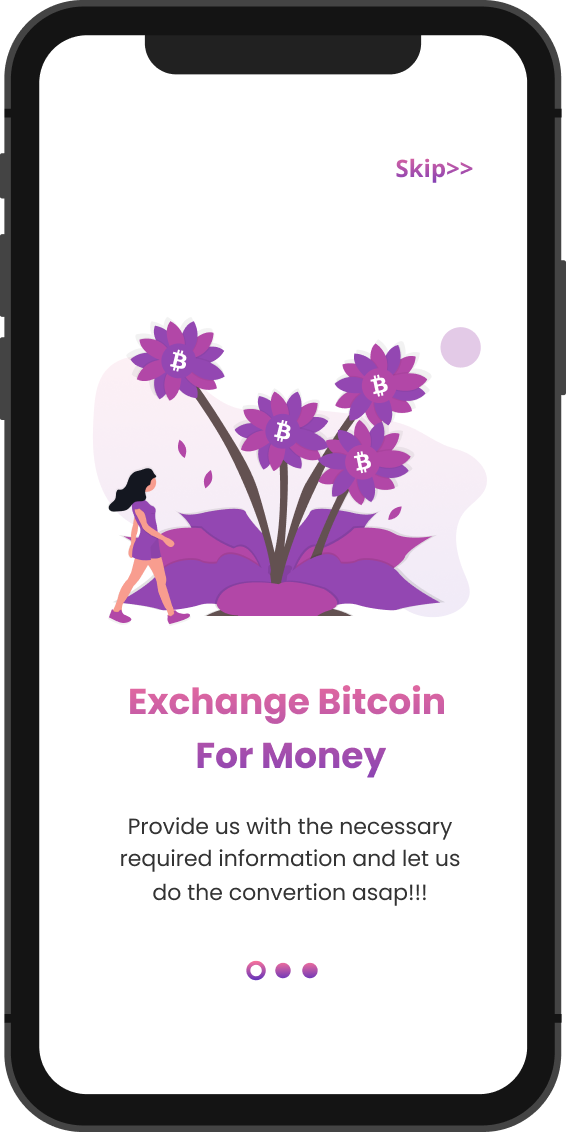 Skip>>
Exchange Bitcoin
For Money
Provide us with the necessary
required information and let us
do the convertion asap!!!